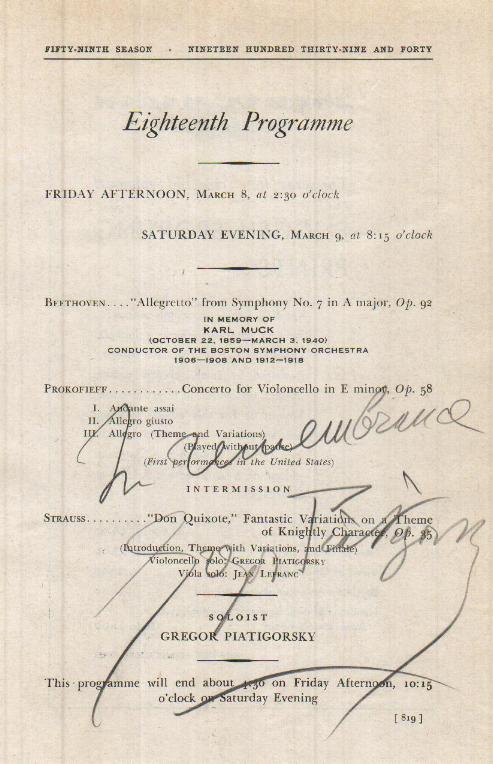 FIFTY-NINTH SEASON · NINETEEN HUNDRED THIRTY-NINE AND FORTY
Eighteenth Programme
FRIDAY AFTERNOON, MARCH 8, at 2:30 o'clock
SATURDAY EVENING, MARCH 9, at 8:15 o'clock
BEETHOVEN...."Allegretto" from Symphony No. 7 in A major, Op. 92
IN MEMORY OF
KARL MUCK
(OCTOBER 22, 1859—MARCH 3, 1940)
CONDUCTOR OF THE BOSTON SYMPHONY ORCHESTRA
1906–1908 AND 1912–1918
PROKOFIEFF............Concerto for Violoncello in E minor, Op. 58
I. Andante assai
II. Allegro giusto
III. Allegro (Theme and Variations)
(Played without pause)
(First performances in the United States)
In remembrance
INTERMISSION
STRAUSS.........."Don Quixote," Fantastic Variations on a Theme
of Knightly Character, Op. 35
(Introduction, Theme with Variations, and Finale)
Violoncello solo: GREGOR PIATIGORSKY
Viola solo: JEAN LEFRANC
Gregor Piatigorsky
SOLOIST
GREGOR PIATIGORSKY
This programme will end about 4:30 on Friday Afternoon, 10:15
o'clock on Saturday Evening
[ 819 ]